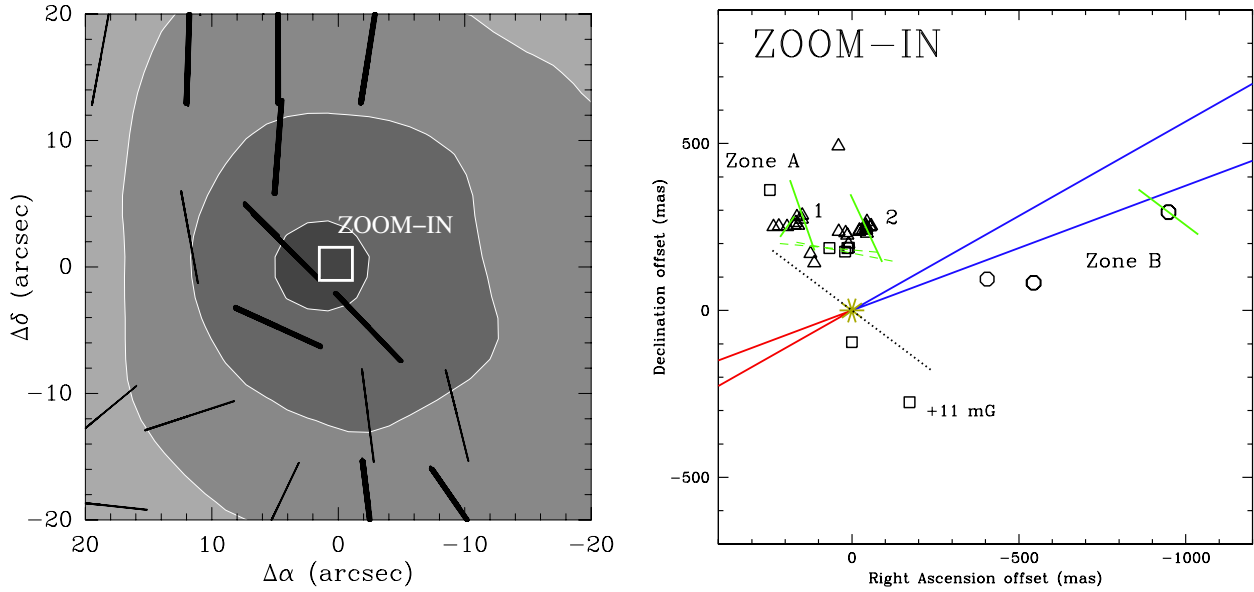 20
10
0
−10
−20
Δδ (arcsec)
20
10
0
−10
−20
Δα (arcsec)
ZOOM−IN
ZOOM−IN
Zone A
1
2
Zone B
+11 mG
500
0
−500
Declination offset (mas)
0
−500
−1000
Right Ascension offset (mas)